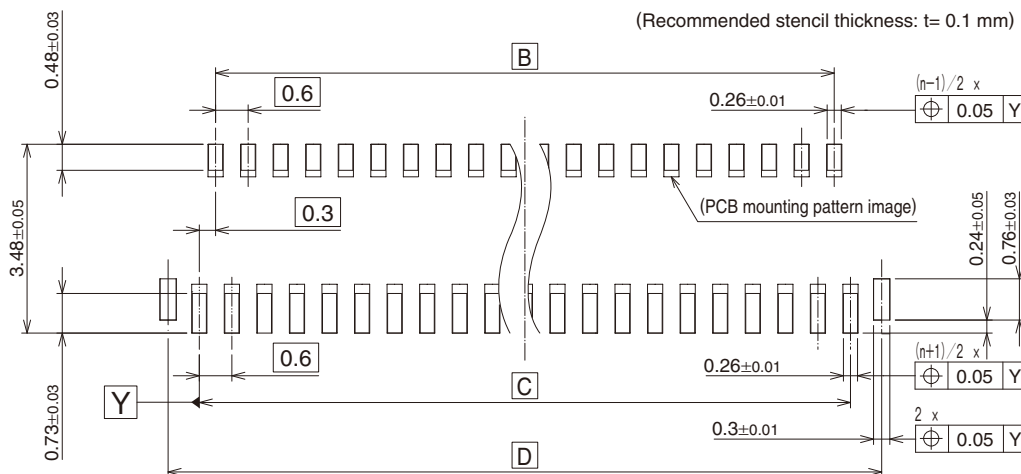 (Recommended stencil thickness: t= 0.1 mm)
0.48±0.03
B
0.6
0.26±0.01
(n-1)/2 x
⌖ 0.05 Y
(PCB mounting pattern image)
3.48±0.05
0.3
0.24±0.05
0.76±0.03
0.73±0.03
0.6
0.26±0.01
(n+1)/2 x
⌖ 0.05 Y
Y
C
0.3±0.01
2 x
⌖ 0.05 Y
D